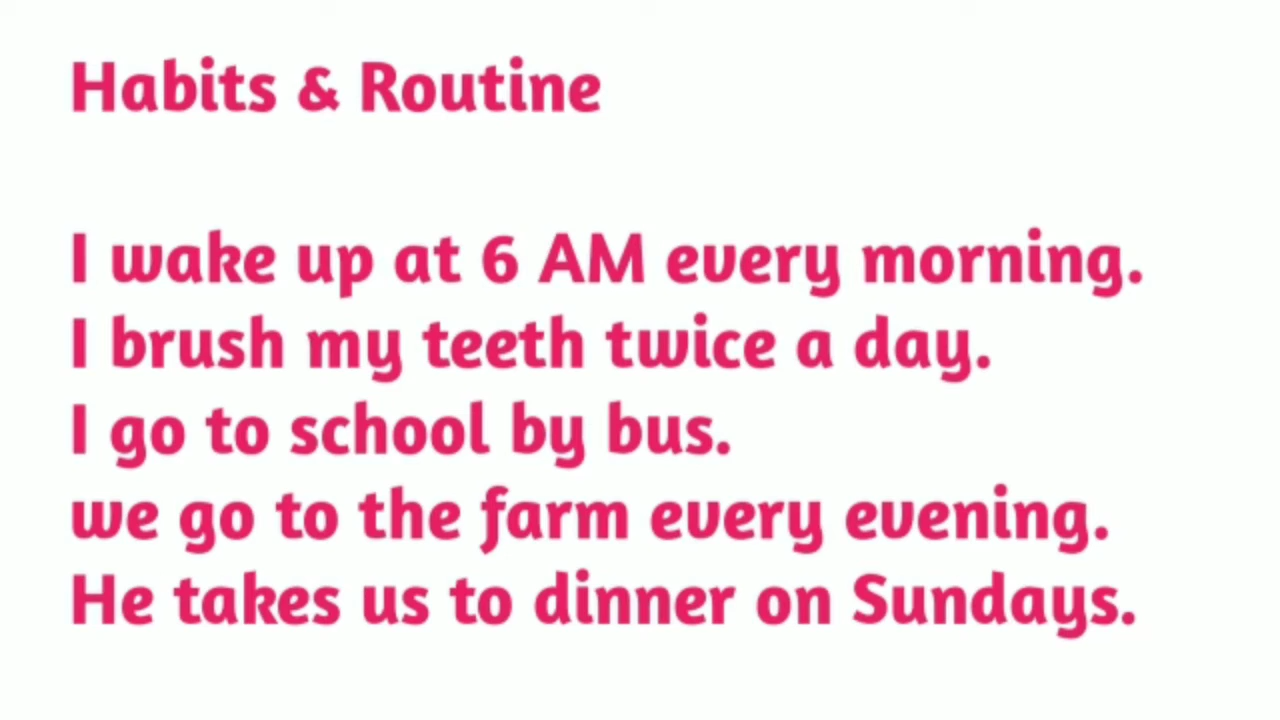 Habits & Routine
I wake up at 6 AM every morning.
I brush my teeth twice a day.
I go to school by bus.
we go to the farm every evening.
He takes us to dinner on Sundays.